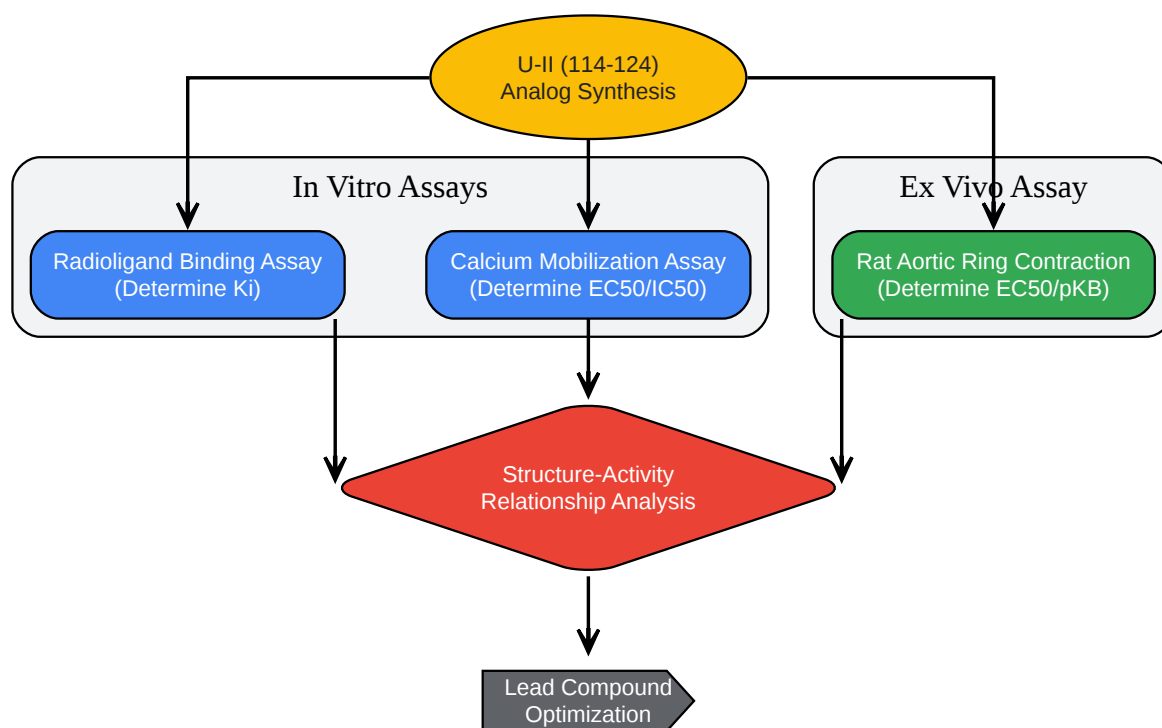 U-II (114-124)
Analog Synthesis
In Vitro Assays
Ex Vivo Assay
Radioligand Binding Assay
(Determine Ki)
Calcium Mobilization Assay
(Determine EC50/IC50)
Rat Aortic Ring Contraction
(Determine EC50/pKB)
Structure-Activity
Relationship Analysis
Lead Compound
Optimization